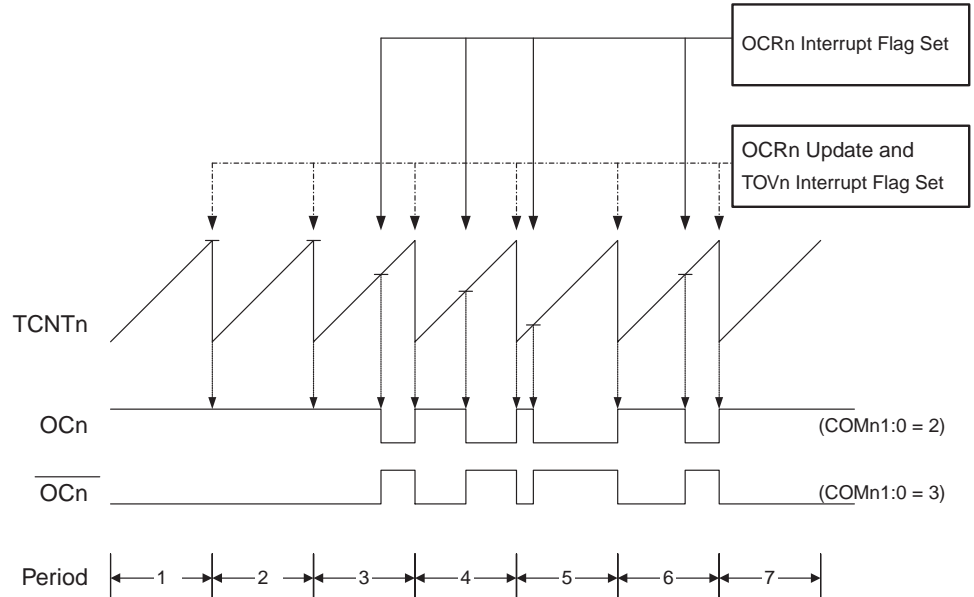 OCRn Interrupt Flag Set
OCRn Update and
TOVn Interrupt Flag Set
TCNTn
OCn
(COMn1:0 = 2)
OCn
(COMn1:0 = 3)
Period
1
2
3
4
5
6
7